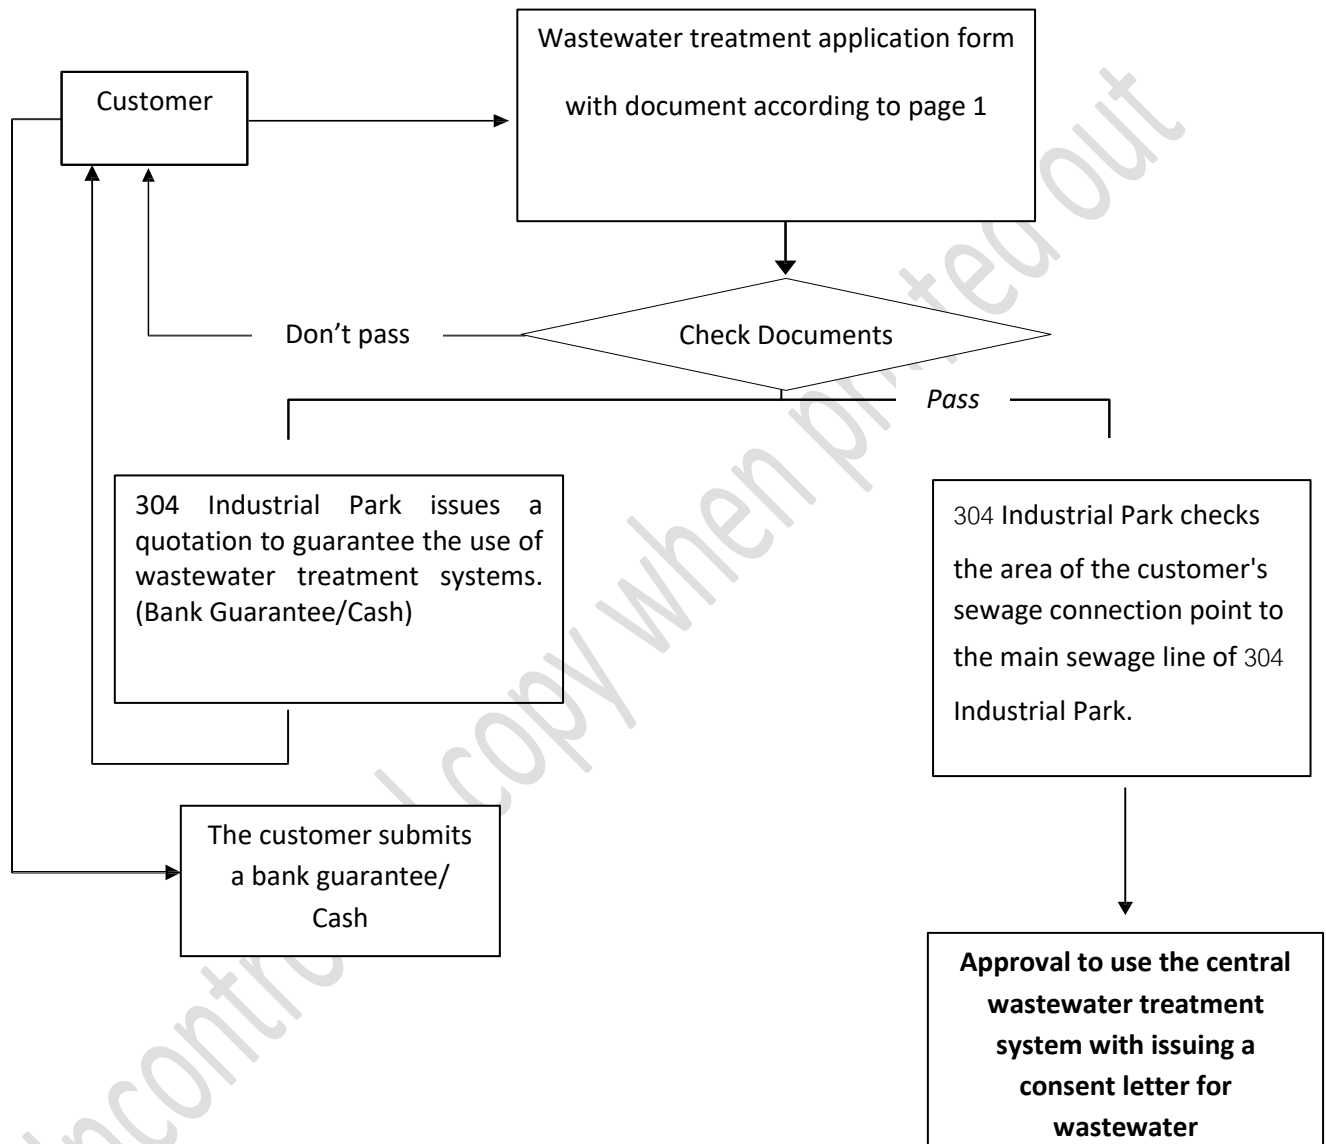 Wastewater treatment application form
with document according to page 1
Customer
Don't pass
Check Documents
Pass
304 Industrial Park issues a
quotation to guarantee the use of
wastewater treatment systems.
(Bank Guarantee/Cash)
304 Industrial Park checks
the area of the customer's
sewage connection point to
the main sewage line of 304
Industrial Park.
The customer submits
a bank guarantee/
Cash
Approval to use the central
wastewater treatment
system with issuing a
consent letter for
wastewater
copy when printed out